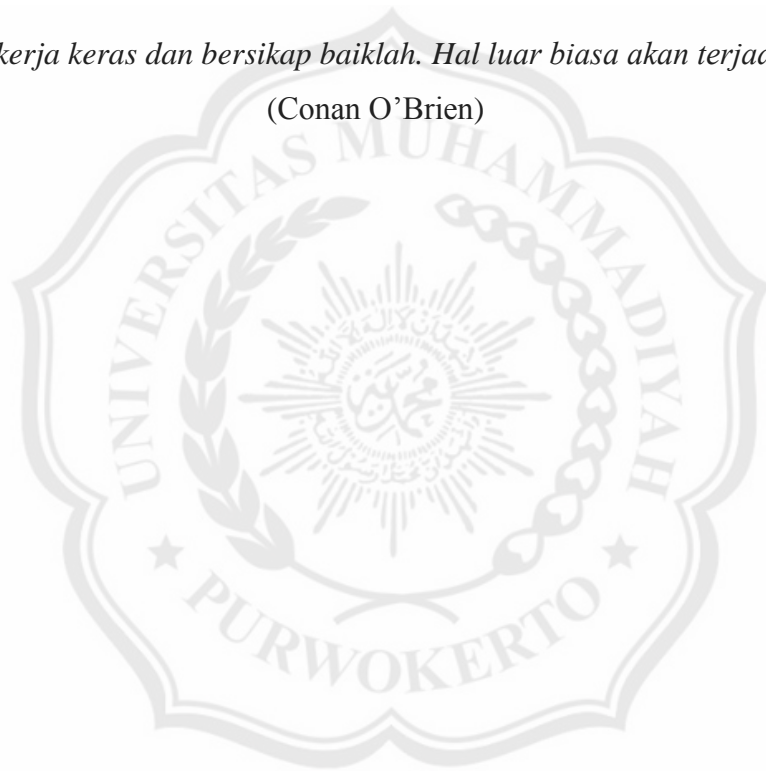 kerja keras dan bersikap baiklah. Hal luar biasa akan terjad
(Conan O’Brien)
UNIVERSITAS MUHAMMADIYAH
PURWOKERTO